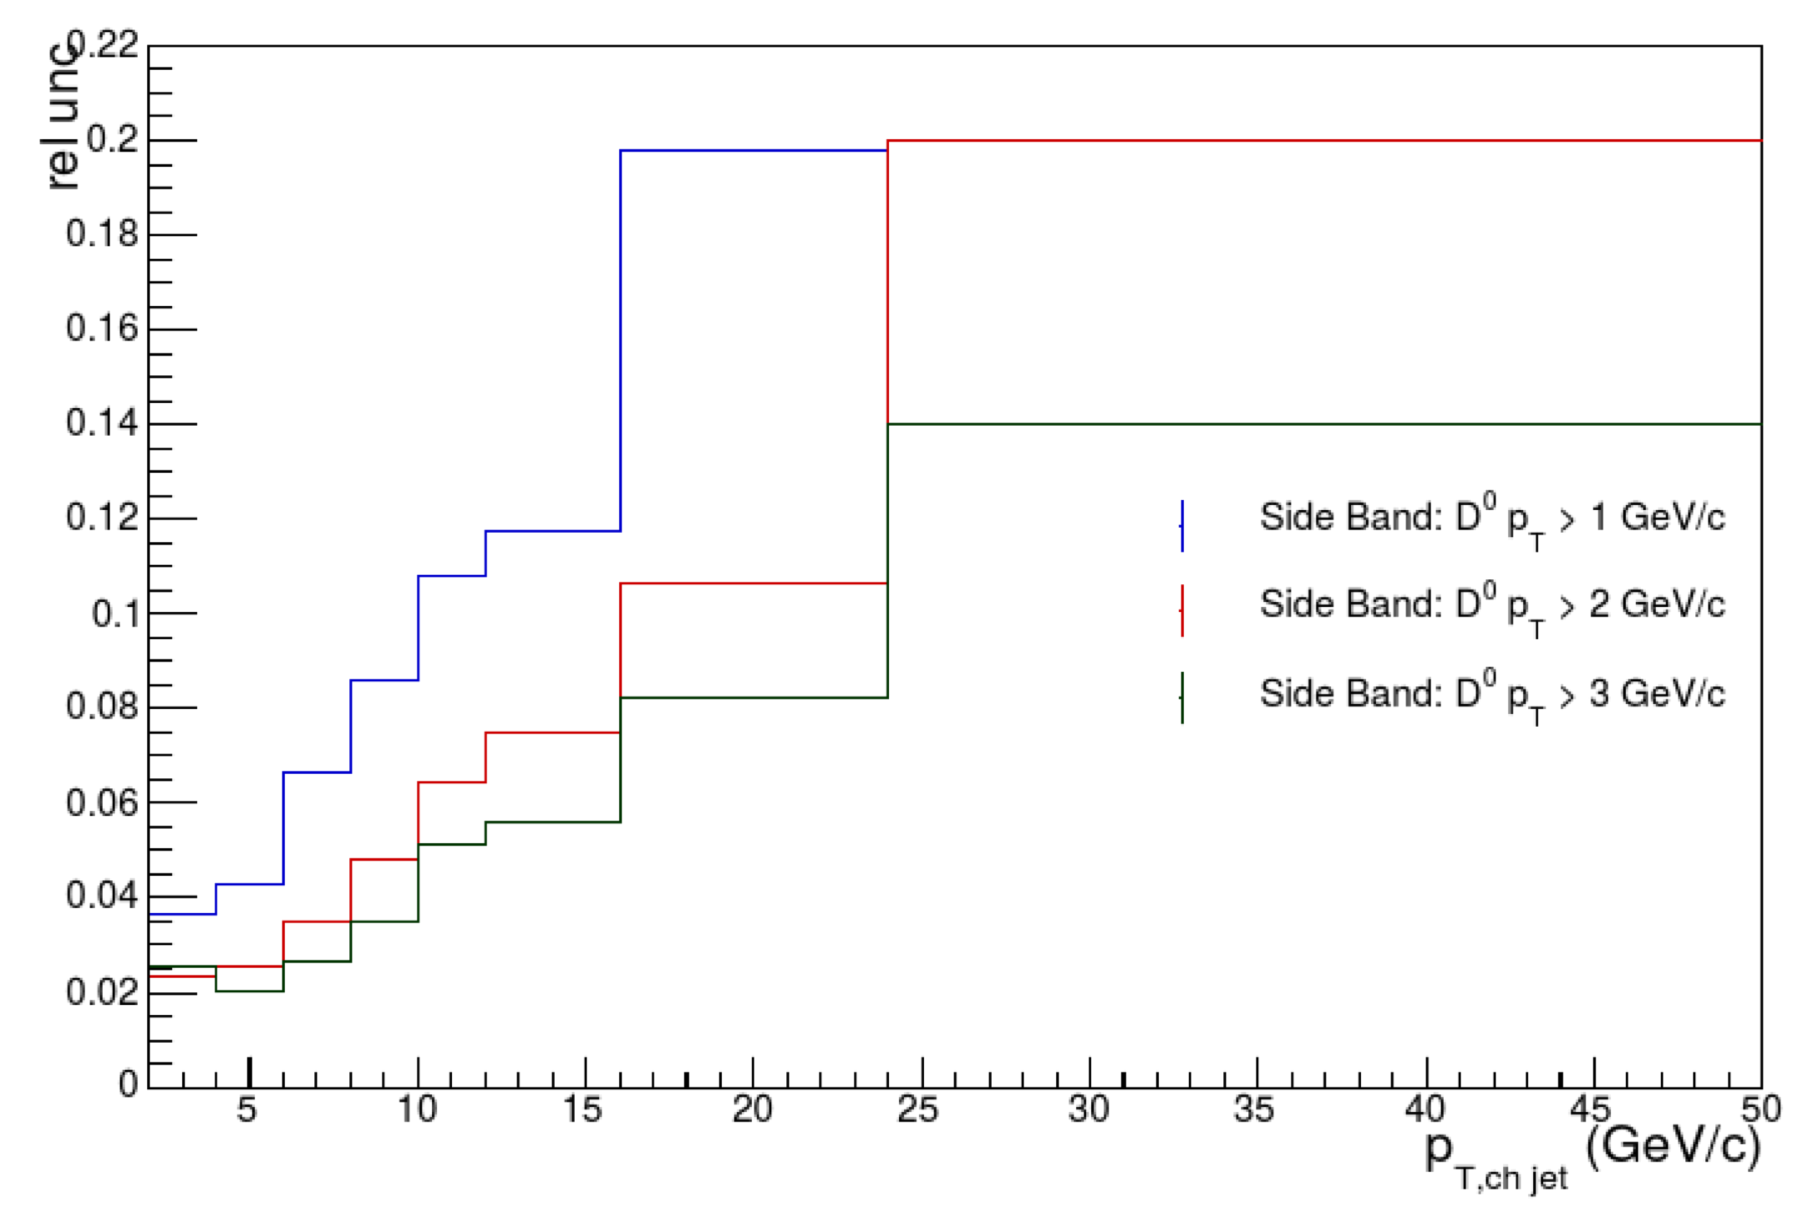 rel unc
0.22
0.2
0.18
0.16
0.14
0.12
0.1
0.08
0.06
0.04
0.02
0
Side Band: D⁰ p_T > 1 GeV/c
Side Band: D⁰ p_T > 2 GeV/c
Side Band: D⁰ p_T > 3 GeV/c
5 10 15 20 25 30 35 40 45 50
p_T,ch jet (GeV/c)